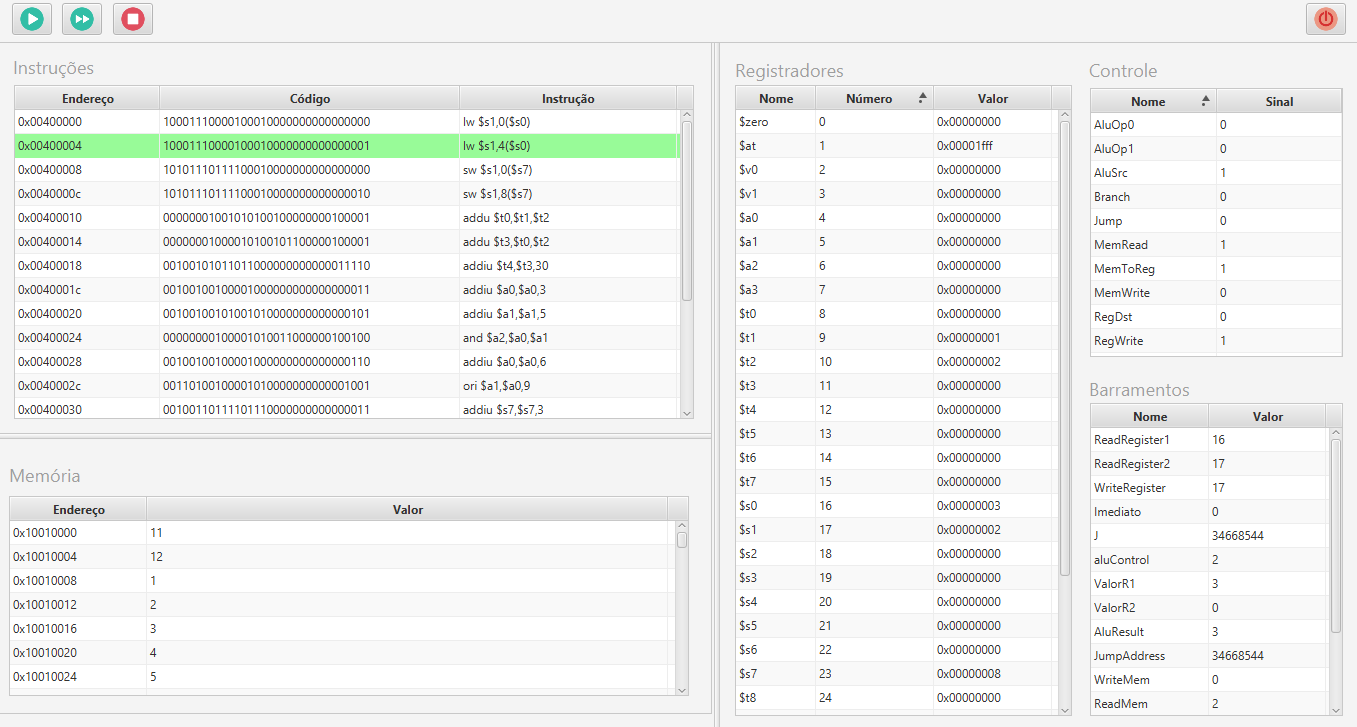 Instruções
Endereço Código Instrução
0x00400000 10001110000100010000000000000000 lw $s1,0($s0)
0x00400004 10001110000100010000000000000001 lw $s1,4($s0)
0x00400008 10101110111100010000000000000000 sw $s1,0($s7)
0x0040000c 10101110111100010000000000000010 sw $s1,8($s7)
0x00400010 00000001001010100100000000100001 addu $t0,$t1,$t2
0x00400014 00000001000010100101100000100001 addu $t3,$t0,$t2
0x00400018 00100101011011000000000000011110 addiu $t4,$t3,30
0x0040001c 00100100100001000000000000000011 addiu $a0,$a0,3
0x00400020 00100100101001010000000000000101 addiu $a1,$a1,5
0x00400024 00000000100001010011000000100100 and $a2,$a0,$a1
0x00400028 00100100100001000000000000000110 addiu $a0,$a0,6
0x0040002c 00110100100001010000000000001001 ori $a1,$a0,9
0x00400030 00100110111101110000000000000011 addiu $s7,$s7,3
Memória
Endereço Valor
0x10010000 11
0x10010004 12
0x10010008 1
0x10010012 2
0x10010016 3
0x10010020 4
0x10010024 5
Registradores
Nome Número Valor
$zero 0 0x00000000
$at 1 0x00001fff
$v0 2 0x00000000
$v1 3 0x00000000
$a0 4 0x00000000
$a1 5 0x00000000
$a2 6 0x00000000
$a3 7 0x00000000
$t0 8 0x00000000
$t1 9 0x00000001
$t2 10 0x00000002
$t3 11 0x00000000
$t4 12 0x00000000
$t5 13 0x00000000
$t6 14 0x00000000
$t7 15 0x00000000
$s0 16 0x00000003
$s1 17 0x00000002
$s2 18 0x00000000
$s3 19 0x00000000
$s4 20 0x00000000
$s5 21 0x00000000
$s6 22 0x00000000
$s7 23 0x00000008
$t8 24 0x00000000
Controle
Nome Sinal
AluOp0 0
AluOp1 0
AluSrc 1
Branch 0
Jump 0
MemRead 1
MemToReg 1
MemWrite 0
RegDst 0
RegWrite 1
Barramentos
Nome Valor
ReadRegister1 16
ReadRegister2 17
WriteRegister 17
Imediato 0
J 34668544
aluControl 2
ValorR1 3
ValorR2 0
AluResult 3
JumpAddress 34668544
WriteMem 0
ReadMem 2